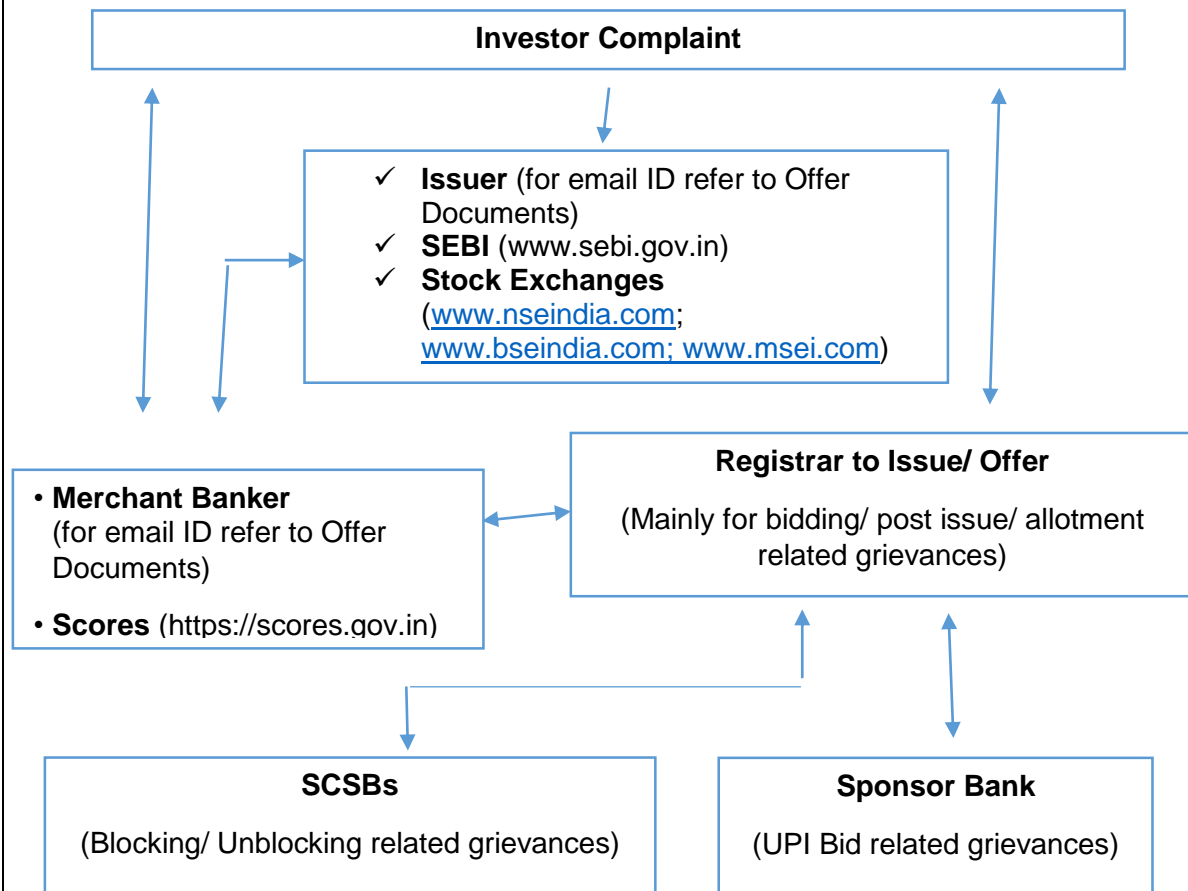 Investor Complaint
✓ Issuer (for email ID refer to Offer
Documents)
✓ SEBI (www.sebi.gov.in)
✓ Stock Exchanges
(www.nseindia.com;
www.bseindia.com; www.msei.com)
• Merchant Banker
(for email ID refer to Offer
Documents)
• Scores (https://scores.gov.in)
Registrar to Issue/ Offer
(Mainly for bidding/ post issue/ allotment
related grievances)
SCSBs
(Blocking/ Unblocking related grievances)
Sponsor Bank
(UPI Bid related grievances)